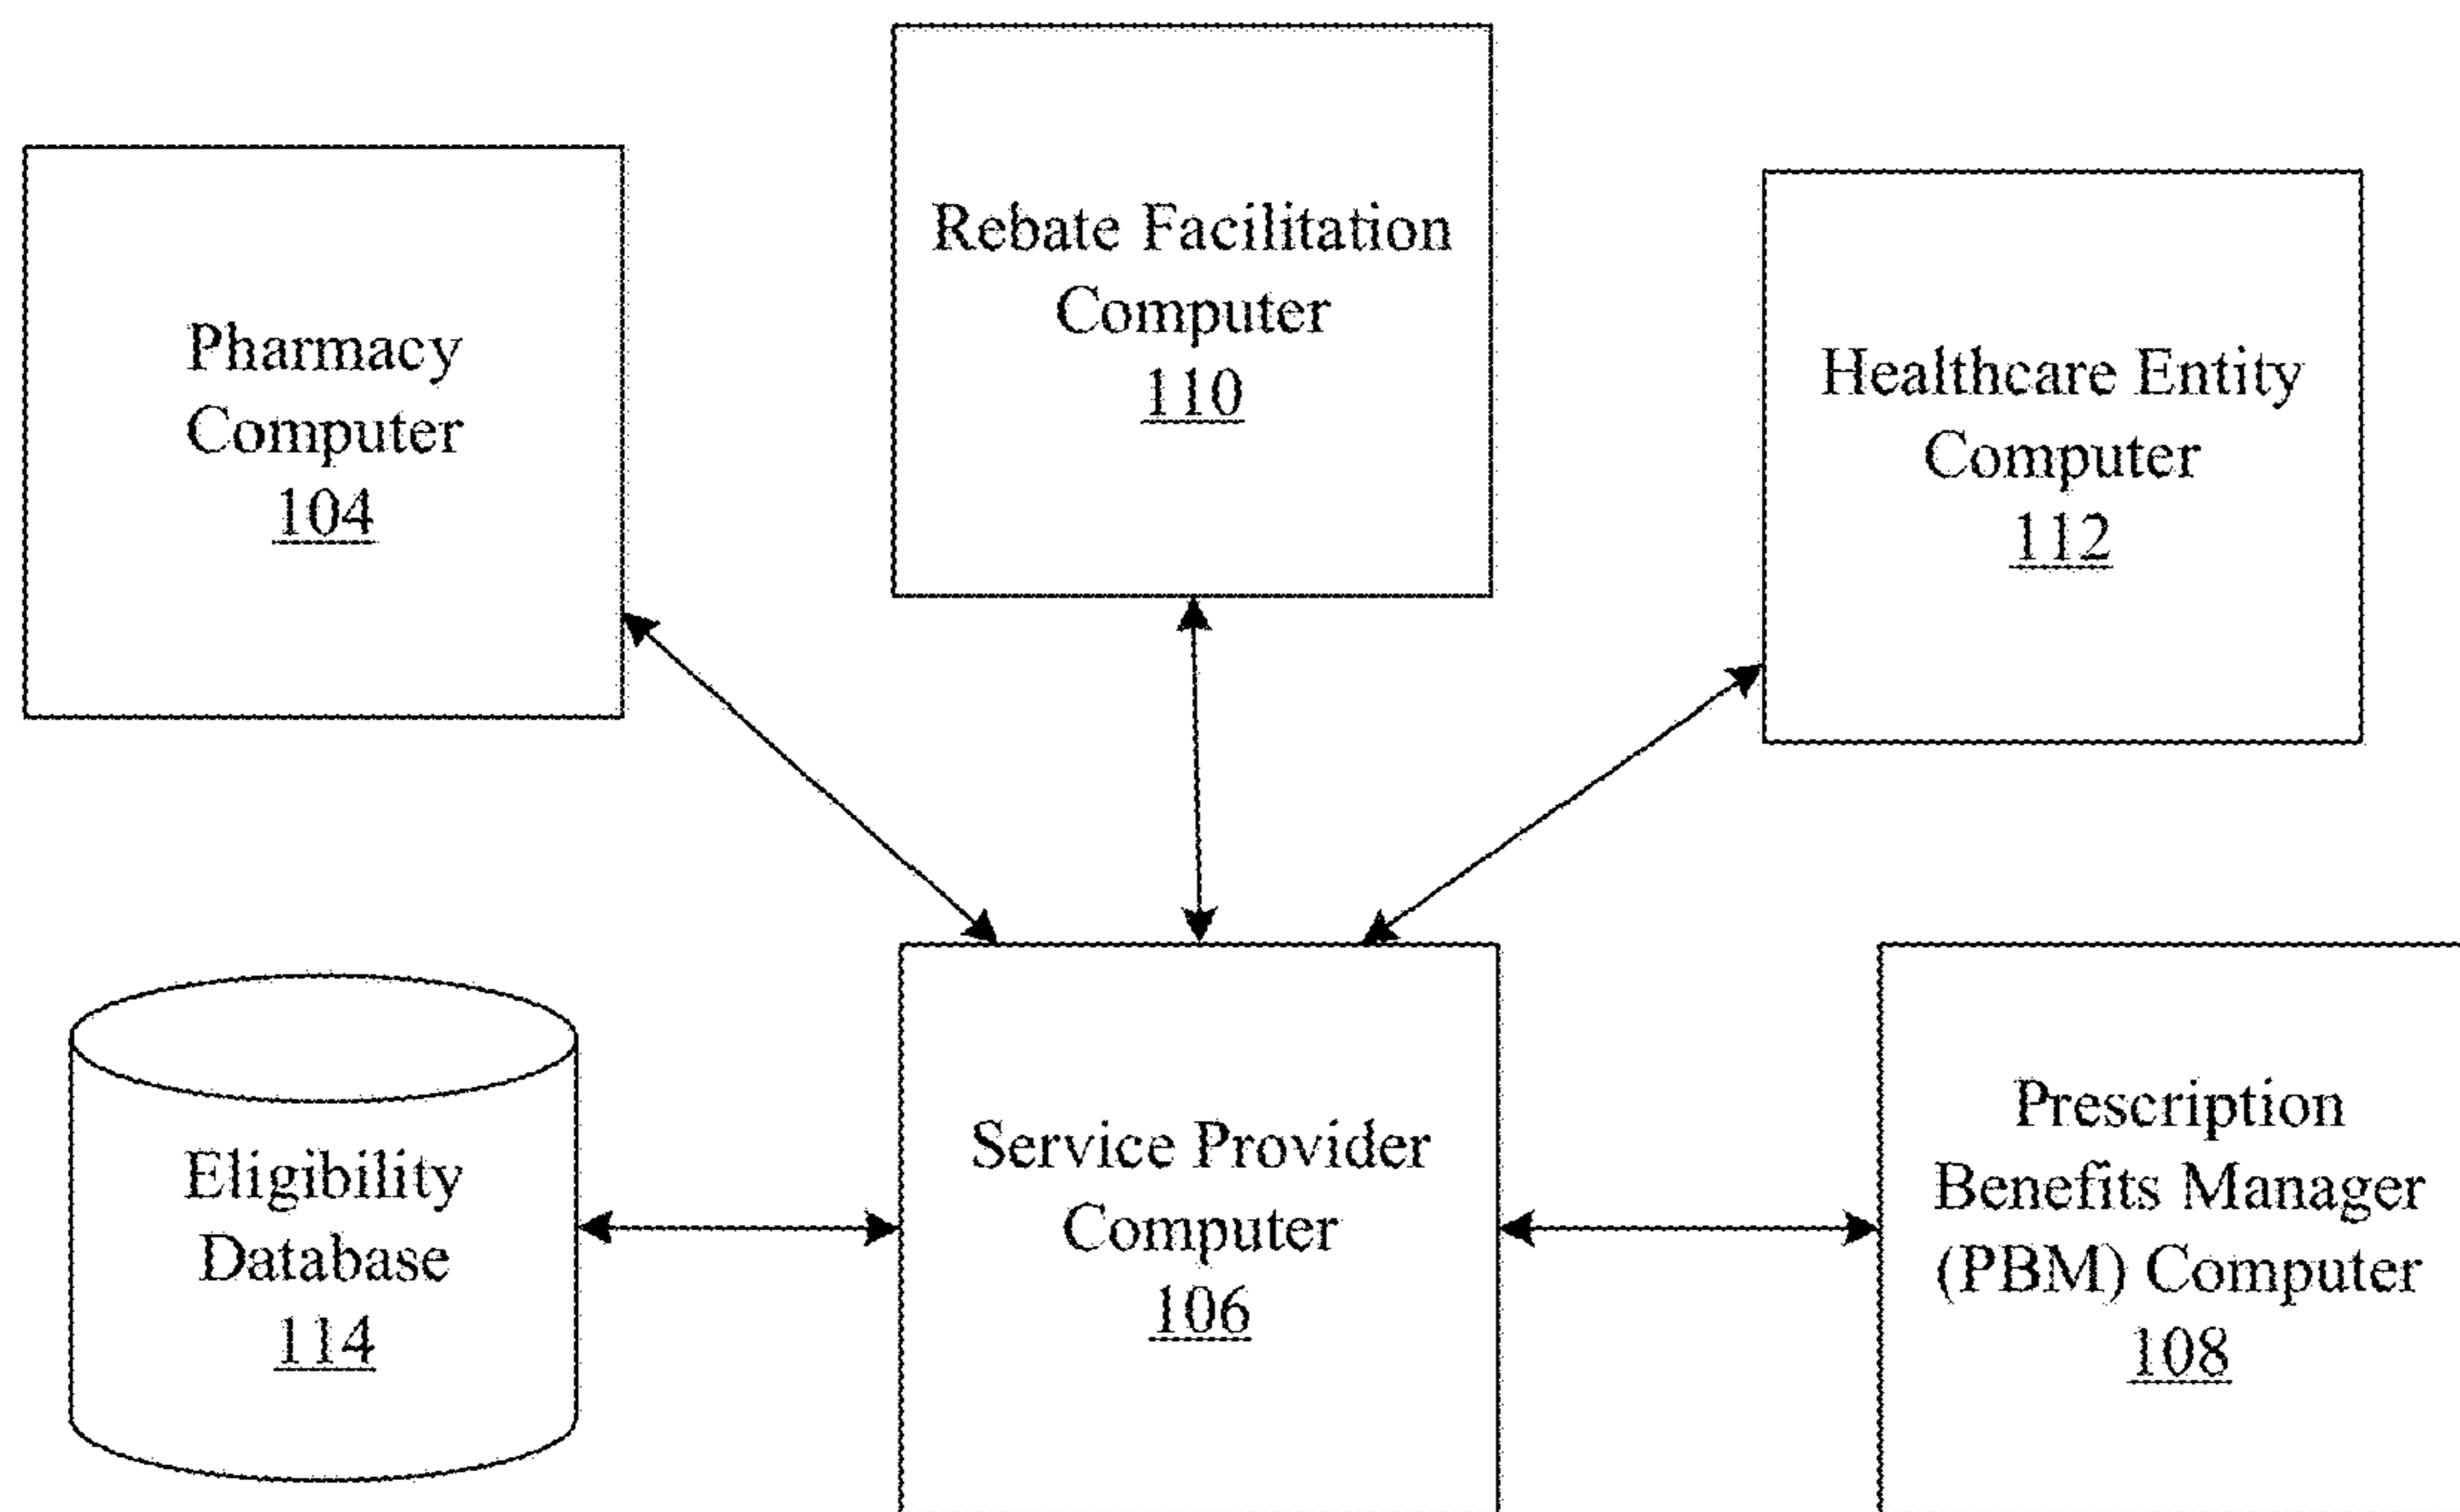 Pharmacy
Computer
104
Rebate Facilitation
Computer
110
Healthcare Entity
Computer
112
Eligibility
Database
114
Service Provider
Computer
106
Prescription
Benefits Manager
(PBM) Computer
108